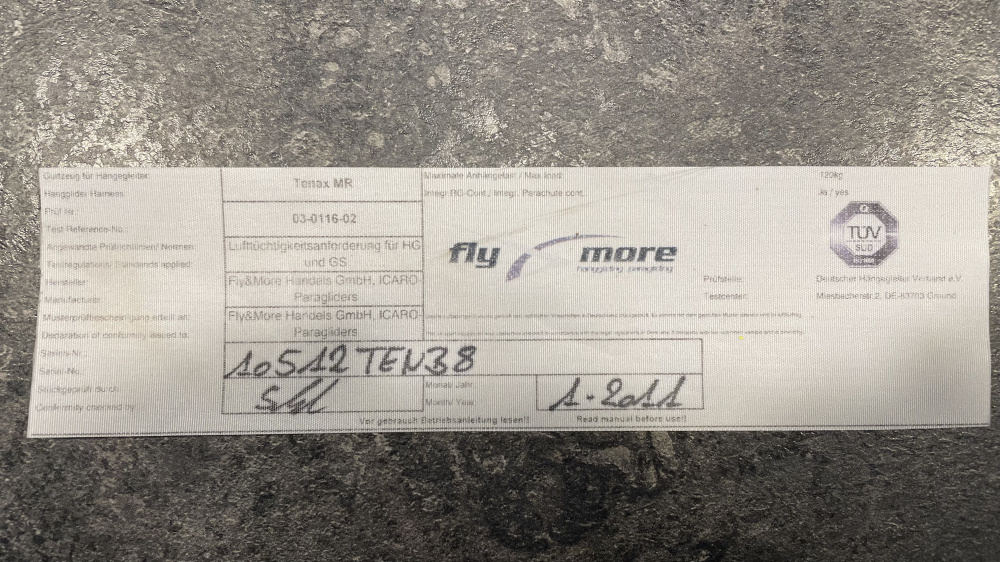 Gurtzeug für Hängegleiter:
Hangglider Harness:
Tenax MR
Maximale Anhängelast / Max load:
120kg
Integr. RG-Cont., Integr. Parachute cont.
ja / yes
Prüf Nr.:
Test Reference-No.:
03-0116-02
Angewandte Prüfrichtlinien/ Normen:
Testregulations/ Standards applied:
Lufttüchtigkeitsanforderung für HG
und GS
fly more
hanggliding paragliding
TÜV
SÜD
Hersteller:
Manufacturer:
Fly&More Handels GmbH, ICARO-
Paragliders
Prüfstelle:
Deutscher Hängegleiter Verband e.V.
Testcenter:
Miesbacherstr.2, DE-83703 Gmund
Musterprüfbescheinigung erteilt an:
Declaration of conformity issued to:
Fly&More Handels GmbH, ICARO-
Paragliders
Serien-Nr.:
Serial-No.:
10512 TEN38
Stückgeprüft durch:
Conformity checked by:
Monat/ Jahr:
Month/ Year
1-2011
Vor gebrauch Betriebsanleitung lesen!!
Read manual before use!!